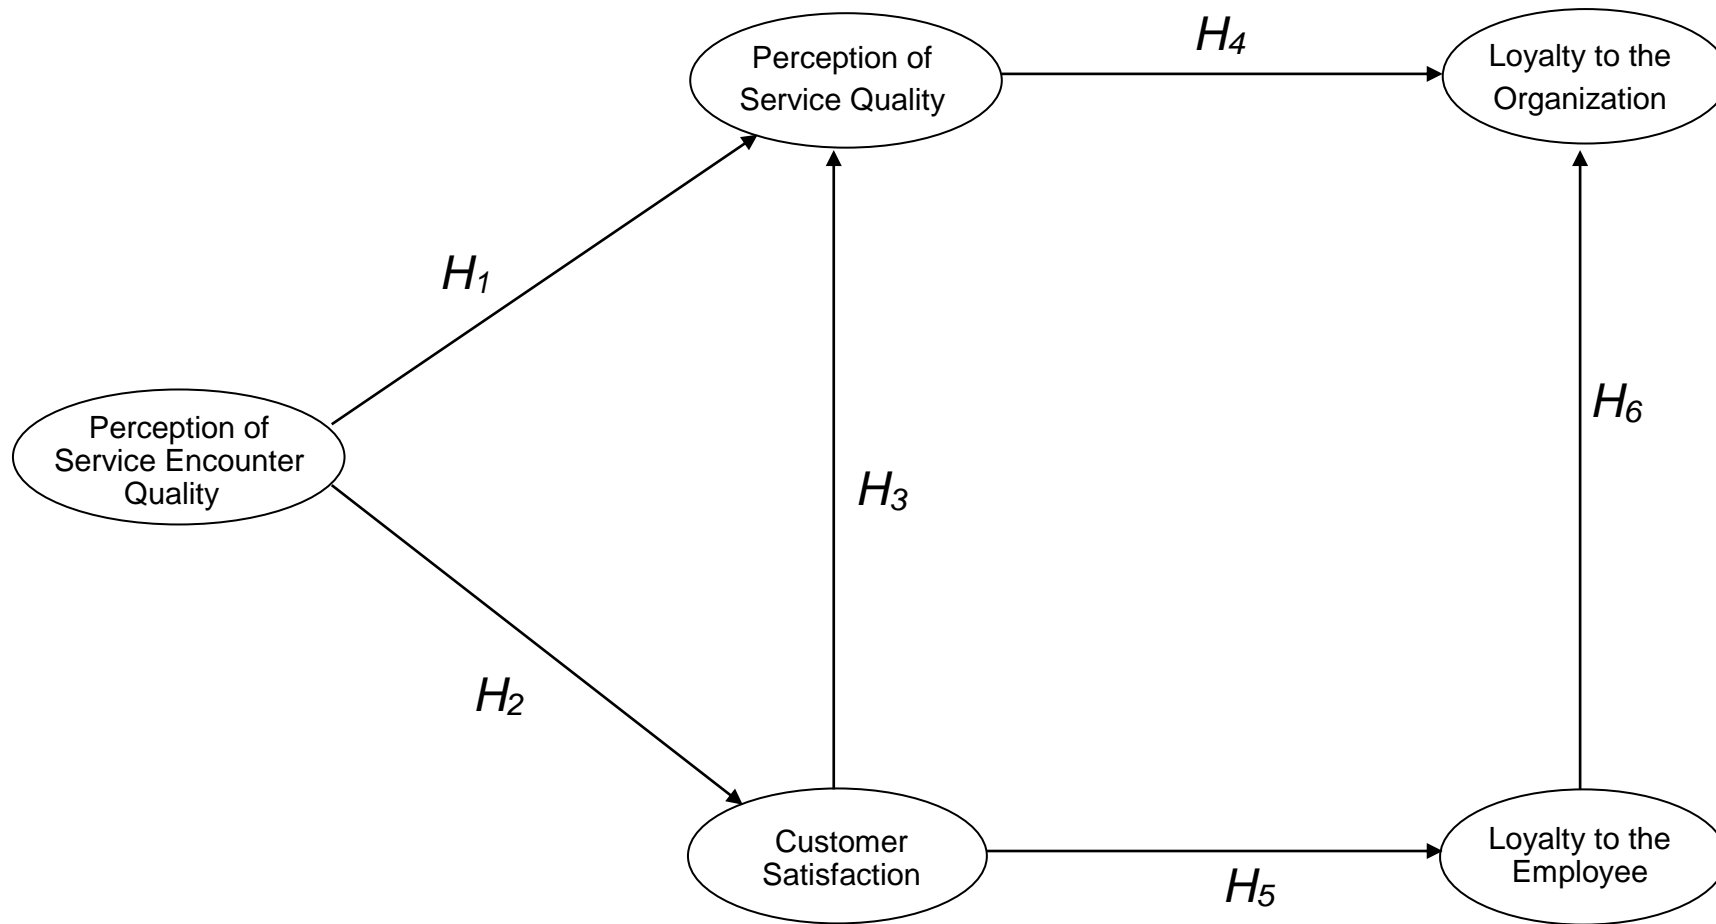 Perception of
Service Quality
H4
Loyalty to the
Organization
H1
Perception of
Service Encounter
Quality
H3
H6
H2
Customer
Satisfaction
H5
Loyalty to the
Employee